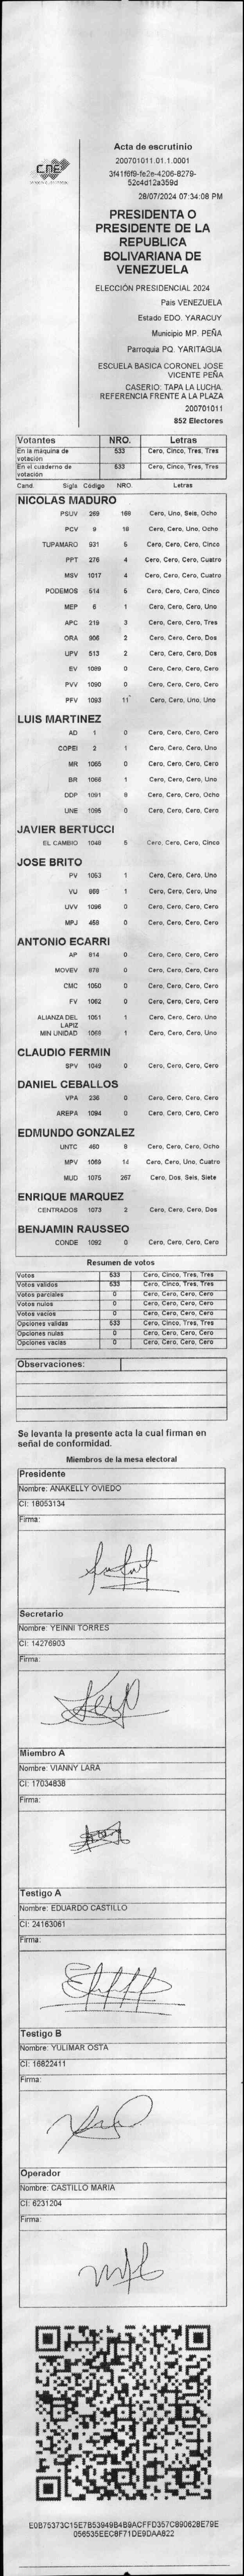 CNE
Acta de escrutinio
200701011.01.1.0001
3f41f6f9-fe2e-4206-8279-
52c4d12a359d
28/07/2024 07:34:08 PM
PRESIDENTA O
PRESIDENTE DE LA
REPUBLICA
BOLIVARIANA DE
VENEZUELA
ELECCIÓN PRESIDENCIAL 2024
Pais VENEZUELA
Estado EDO. YARACUY
Municipio MP. PEÑA
Parroquia PQ. YARITAGUA
ESCUELA BASICA CORONEL JOSE
VICENTE PEÑA
CASERIO: TAPA LA LUCHA.
REFERENCIA FRENTE A LA PLAZA
200701011
852 Electores
Votantes NRO. Letras
En la máquina de votación 533 Cero, Cinco, Tres, Tres
En el cuaderno de votación 533 Cero, Cinco, Tres, Tres
Cand. Sigla Código NRO. Letras
NICOLAS MADURO
PSUV 269 168 Cero, Uno, Seis, Ocho
PCV 9 18 Cero, Cero, Uno, Ocho
TUPAMARO 931 5 Cero, Cero, Cero, Cinco
PPT 276 4 Cero, Cero, Cero, Cuatro
MSV 1017 4 Cero, Cero, Cero, Cuatro
PODEMOS 514 5 Cero, Cero, Cero, Cinco
MEP 6 1 Cero, Cero, Cero, Uno
APC 219 3 Cero, Cero, Cero, Tres
ORA 906 2 Cero, Cero, Cero, Dos
UPV 513 2 Cero, Cero, Cero, Dos
EV 1089 0 Cero, Cero, Cero, Cero
PVV 1090 0 Cero, Cero, Cero, Cero
PFV 1093 11 Cero, Cero, Uno, Uno
LUIS MARTINEZ
AD 1 0 Cero, Cero, Cero, Cero
COPEI 2 1 Cero, Cero, Cero, Uno
MR 1065 0 Cero, Cero, Cero, Cero
BR 1066 1 Cero, Cero, Cero, Uno
DDP 1091 8 Cero, Cero, Cero, Ocho
UNE 1095 0 Cero, Cero, Cero, Cero
JAVIER BERTUCCI
EL CAMBIO 1048 5 Cero, Cero, Cero, Cinco
JOSE BRITO
PV 1053 1 Cero, Cero, Cero, Uno
VU 868 1 Cero, Cero, Cero, Uno
UVV 1096 0 Cero, Cero, Cero, Cero
MPJ 458 0 Cero, Cero, Cero, Cero
ANTONIO ECARRI
AP 814 0 Cero, Cero, Cero, Cero
MOVEV 878 0 Cero, Cero, Cero, Cero
CMC 1050 0 Cero, Cero, Cero, Cero
FV 1062 0 Cero, Cero, Cero, Cero
ALIANZA DEL LAPIZ 1051 1 Cero, Cero, Cero, Uno
MIN UNIDAD 1068 1 Cero, Cero, Cero, Uno
CLAUDIO FERMIN
SPV 1049 0 Cero, Cero, Cero, Cero
DANIEL CEBALLOS
VPA 236 0 Cero, Cero, Cero, Cero
AREPA 1094 0 Cero, Cero, Cero, Cero
EDMUNDO GONZALEZ
UNTC 460 8 Cero, Cero, Cero, Ocho
MPV 1069 14 Cero, Cero, Uno, Cuatro
MUD 1075 267 Cero, Dos, Seis, Siete
ENRIQUE MARQUEZ
CENTRADOS 1073 2 Cero, Cero, Cero, Dos
BENJAMIN RAUSSEO
CONDE 1092 0 Cero, Cero, Cero, Cero
Resumen de votos
Votos 533 Cero, Cinco, Tres, Tres
Votos validos 533 Cero, Cinco, Tres, Tres
Votos parciales 0 Cero, Cero, Cero, Cero
Votos nulos 0 Cero, Cero, Cero, Cero
Votos vacios 0 Cero, Cero, Cero, Cero
Opciones validas 533 Cero, Cinco, Tres, Tres
Opciones nulas 0 Cero, Cero, Cero, Cero
Opciones vacias 0 Cero, Cero, Cero, Cero
Observaciones:
Se levanta la presente acta la cual firman en
señal de conformidad.
Miembros de la mesa electoral
Presidente
Nombre: ANAKELLY OVIEDO
CI: 18053134
Firma:
Secretario
Nombre: YEINNI TORRES
CI: 14276903
Firma:
Miembro A
Nombre: VIANNY LARA
CI: 17034838
Firma:
Testigo A
Nombre: EDUARDO CASTILLO
CI: 24163061
Firma:
Testigo B
Nombre: YULIMAR OSTA
CI: 16822411
Firma:
Operador
Nombre: CASTILLO MARIA
CI: 6231204
Firma:
E0B75373C15E7B53949B4B9ACFFD357C890628E79E
056535EEC8F71DE9DAA822